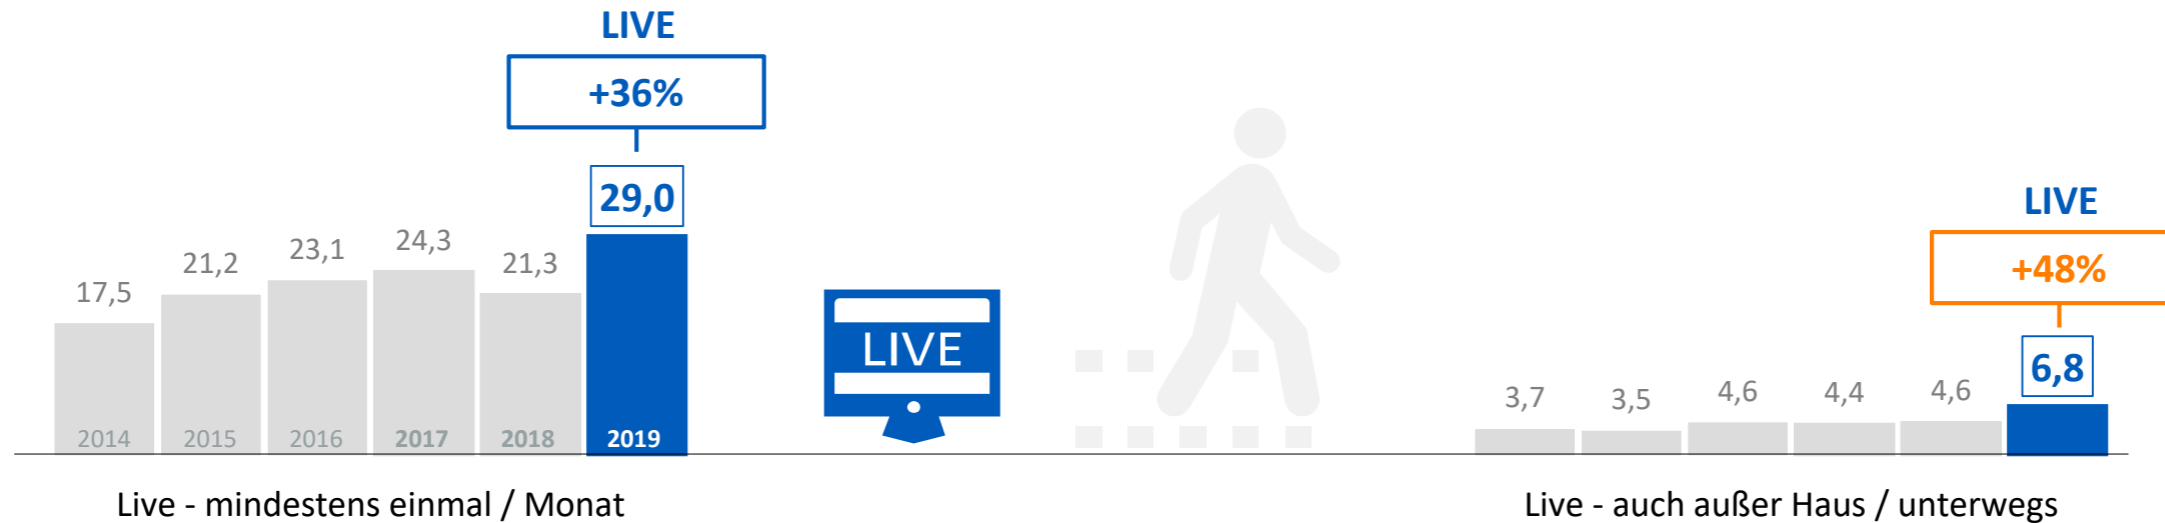 LIVE
+36%
29,0
17,5 21,2 23,1 24,3 21,3
2014 2015 2016 2017 2018 2019
Live - mindestens einmal / Monat
LIVE
LIVE
+48%
6,8
3,7 3,5 4,6 4,4 4,6
Live - auch außer Haus / unterwegs